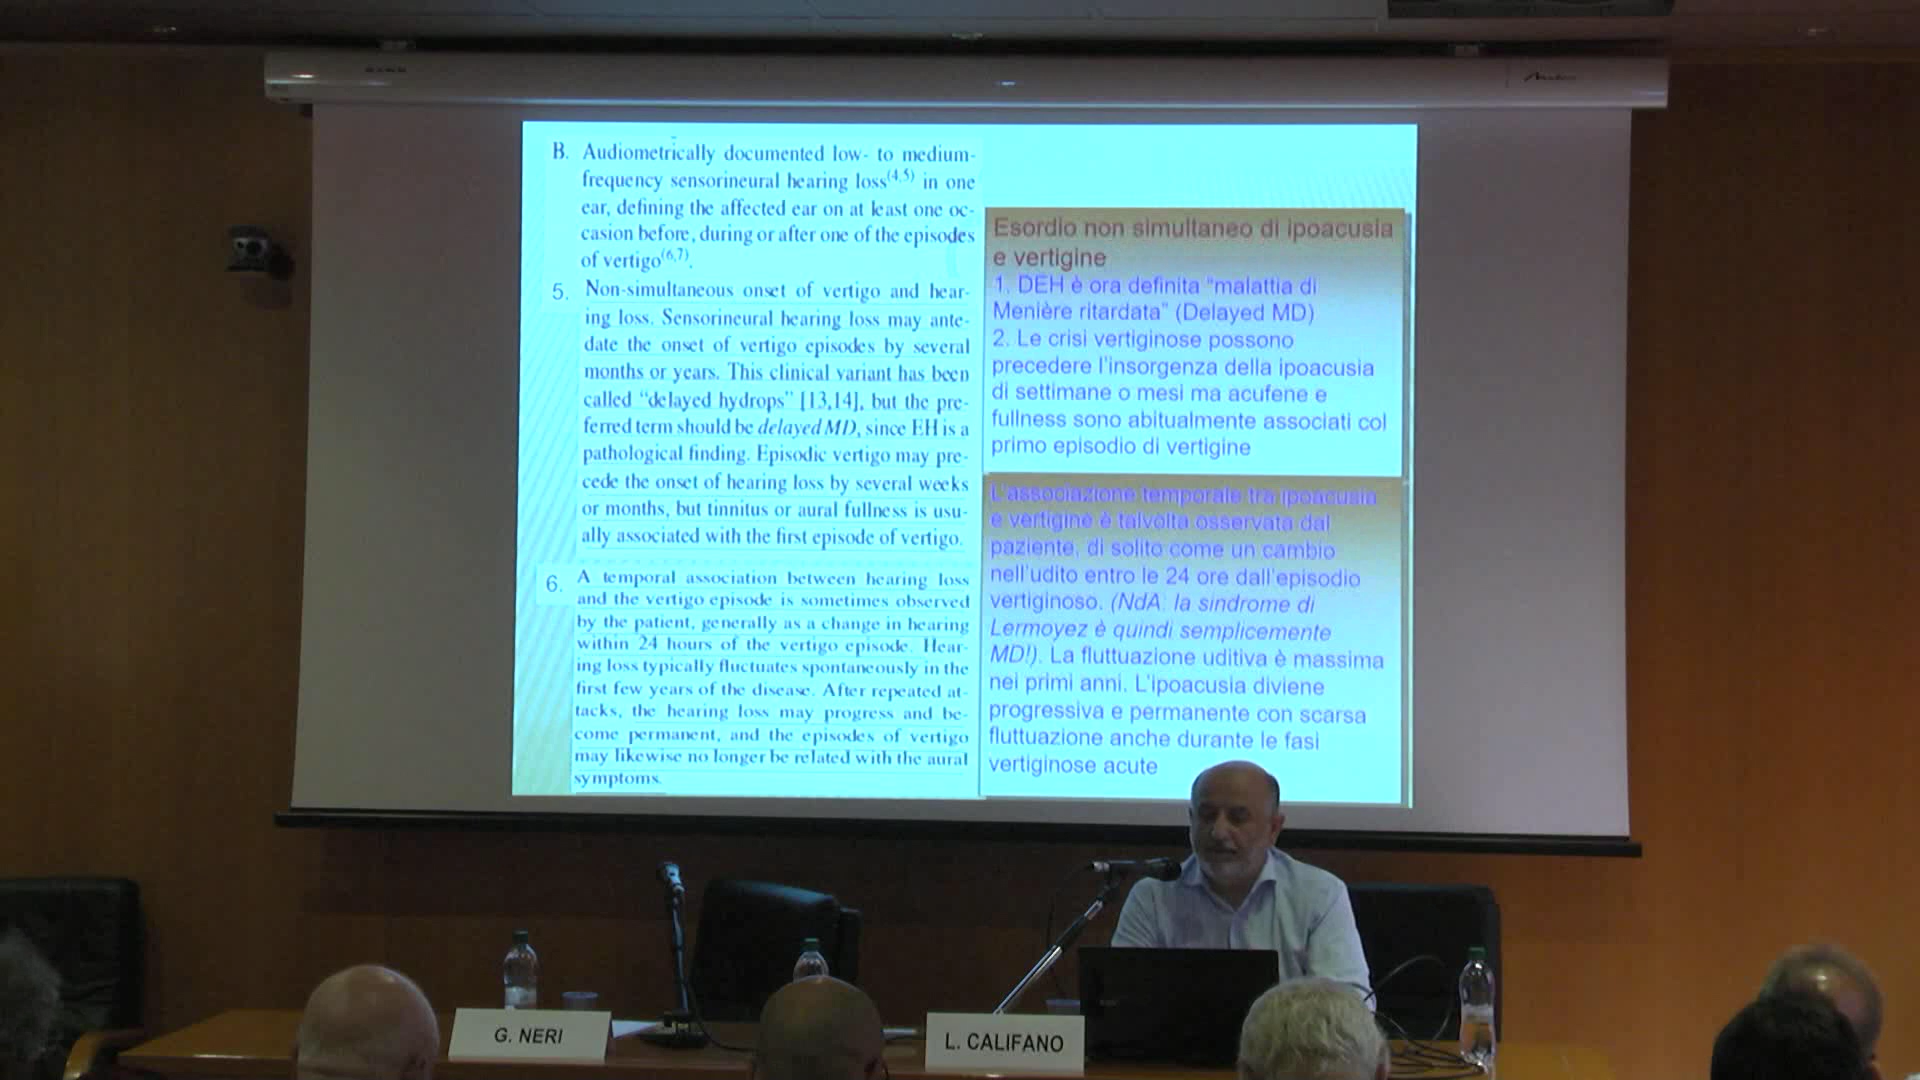 B. Audiometrically documented low- to medium-
frequency sensorineural hearing loss(4,5) in one
ear, defining the affected ear on at least one oc-
casion before, during or after one of the episodes
of vertigo(6,7).
5. Non-simultaneous onset of vertigo and hear-
ing loss. Sensorineural hearing loss may ante-
date the onset of vertigo episodes by several
months or years. This clinical variant has been
called “delayed hydrops” [13,14], but the pre-
ferred term should be delayed MD, since EH is a
pathological finding. Episodic vertigo may pre-
cede the onset of hearing loss by several weeks
or months, but tinnitus or aural fullness is usu-
ally associated with the first episode of vertigo.
6. A temporal association between hearing loss
and the vertigo episode is sometimes observed
by the patient, generally as a change in hearing
within 24 hours of the vertigo episode. Hear-
ing loss typically fluctuates spontaneously in the
first few years of the disease. After repeated at-
tacks, the hearing loss may progress and be-
come permanent, and the episodes of vertigo
may likewise no longer be related with the aural
symptoms.
Esordio non simultaneo di ipoacusia
e vertigine
1. DEH è ora definita “malattia di
Menière ritardata” (Delayed MD)
2. Le crisi vertiginose possono
precedere l’insorgenza della ipoacusia
di settimane o mesi ma acufene e
fullness sono abitualmente associati col
primo episodio di vertigine
L’associazione temporale tra ipoacusia
e vertigine è talvolta osservata dal
paziente, di solito come un cambio
nell’udito entro le 24 ore dall’episodio
vertiginoso. (NdA: la sindrome di
Lermoyez è quindi semplicemente
MD!). La fluttuazione uditiva è massima
nei primi anni. L’ipoacusia diviene
progressiva e permanente con scarsa
fluttuazione anche durante le fasi
vertiginose acute
G. NERI
L. CALIFANO